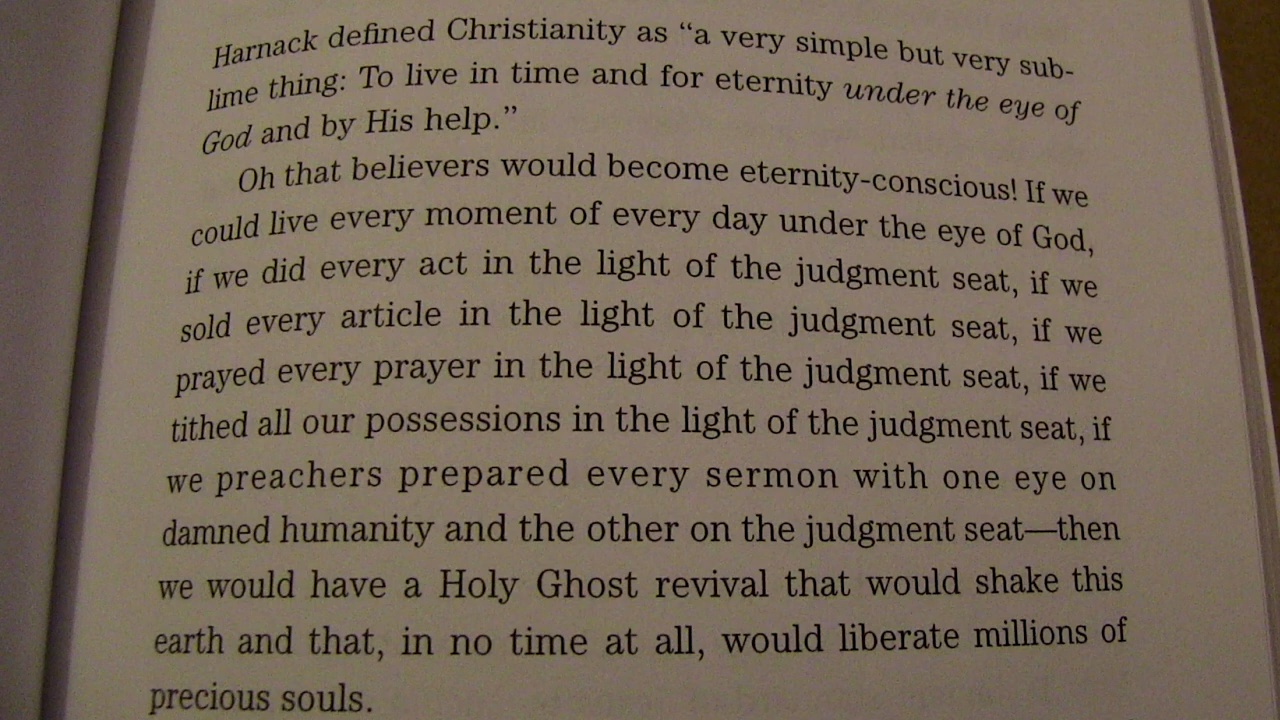 Harnack defined Christianity as “a very simple but very sub-
lime thing: To live in time and for eternity under the eye of
God and by His help.”
Oh that believers would become eternity-conscious! If we
could live every moment of every day under the eye of God,
if we did every act in the light of the judgment seat, if we
sold every article in the light of the judgment seat, if we
prayed every prayer in the light of the judgment seat, if we
tithed all our possessions in the light of the judgment seat, if
we preachers prepared every sermon with one eye on
damned humanity and the other on the judgment seat—then
we would have a Holy Ghost revival that would shake this
earth and that, in no time at all, would liberate millions of
precious souls.